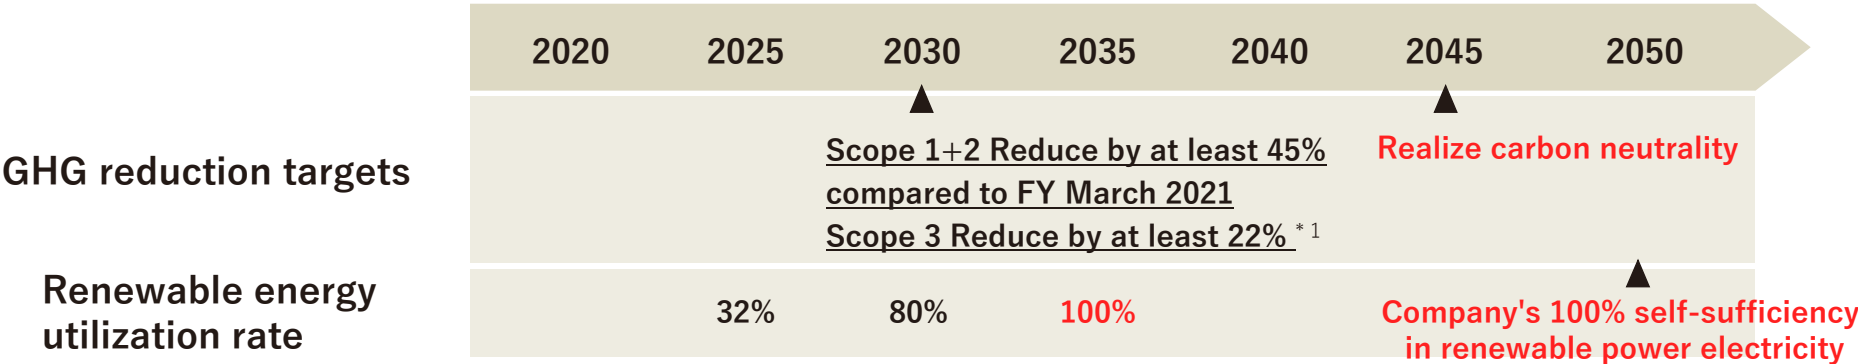 2020 2025 2030 2035 2040 2045 2050
GHG reduction targets
Scope 1+2 Reduce by at least 45%
compared to FY March 2021
Scope 3 Reduce by at least 22% *1
Realize carbon neutrality
Renewable energy
utilization rate
32% 80% 100%
Company's 100% self-sufficiency
in renewable power electricity